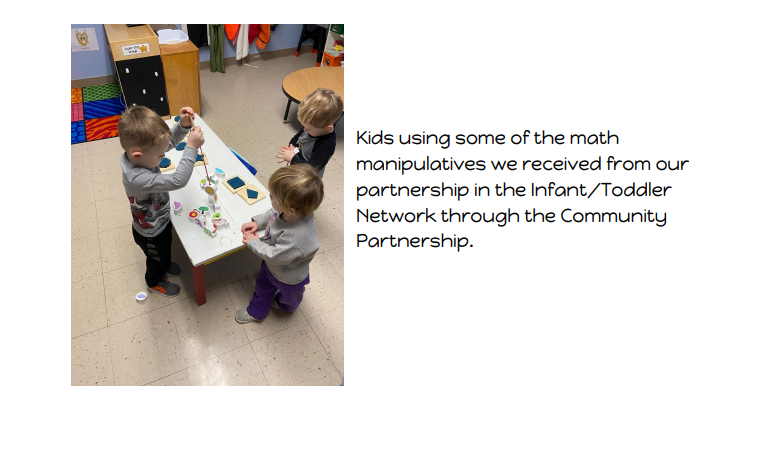 Kids using some of the math
manipulatives we received from our
partnership in the Infant/Toddler
Network through the Community
Partnership.